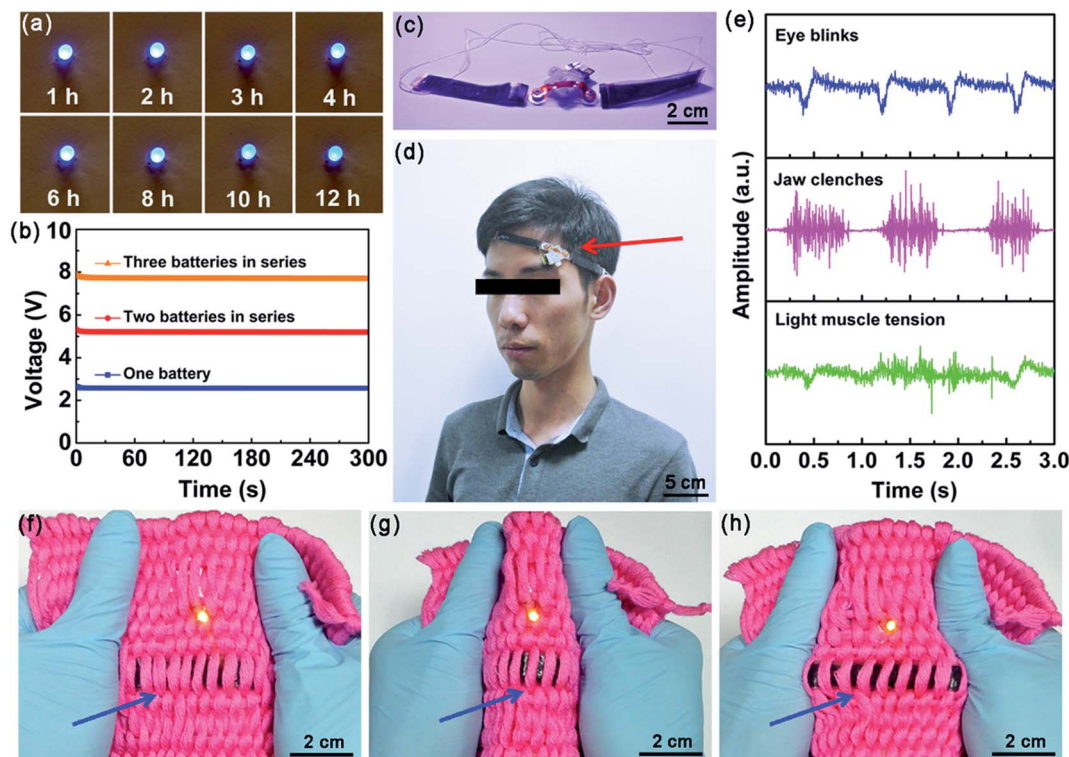 (a)
1 h 2 h 3 h 4 h
6 h 8 h 10 h 12 h
(b)
10
8
6
4
2
0
Voltage (V)
Three batteries in series
Two batteries in series
One battery
0 60 120 180 240 300
Time (s)
(c)
2 cm
(d)
5 cm
(e)
Eye blinks
Jaw clenches
Light muscle tension
Amplitude (a.u.)
0.0 0.5 1.0 1.5 2.0 2.5 3.0
Time (s)
(f)
2 cm
(g)
2 cm
(h)
2 cm